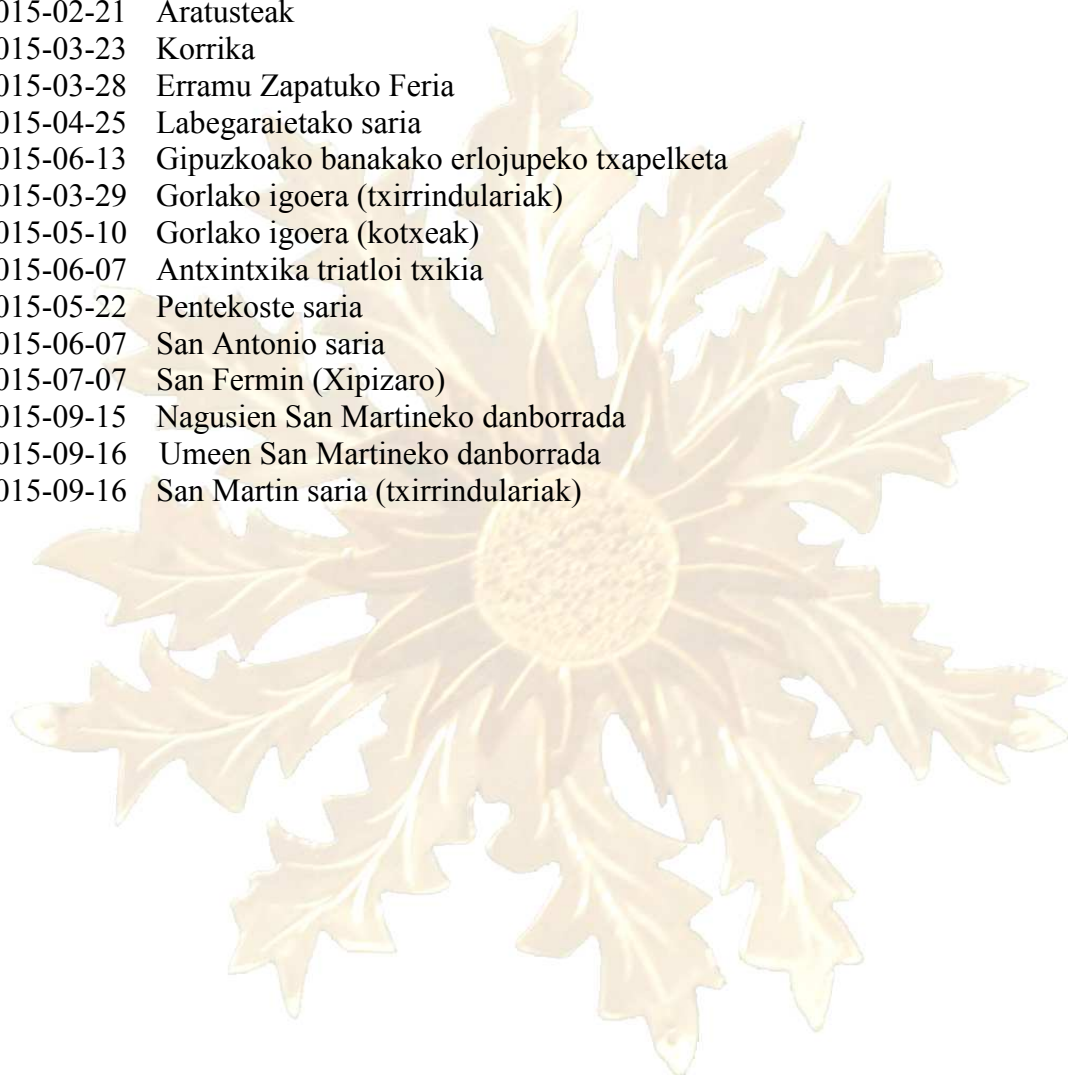 015-02-21 Aratusteak
015-03-23 Korrika
015-03-28 Erramu Zapatuko Feria
015-04-25 Labegaraietako saria
015-06-13 Gipuzkoako banakako erlojupeko txapelketa
015-03-29 Gorlako igoera (txirrindulariak)
015-05-10 Gorlako igoera (kotxeak)
015-06-07 Antxintxika triatloi txikia
015-05-22 Pentekoste saria
015-06-07 San Antonio saria
015-07-07 San Fermin (Xipizaro)
015-09-15 Nagusien San Martineko danborrada
015-09-16 Umeen San Martineko danborrada
015-09-16 San Martin saria (txirrindulariak)